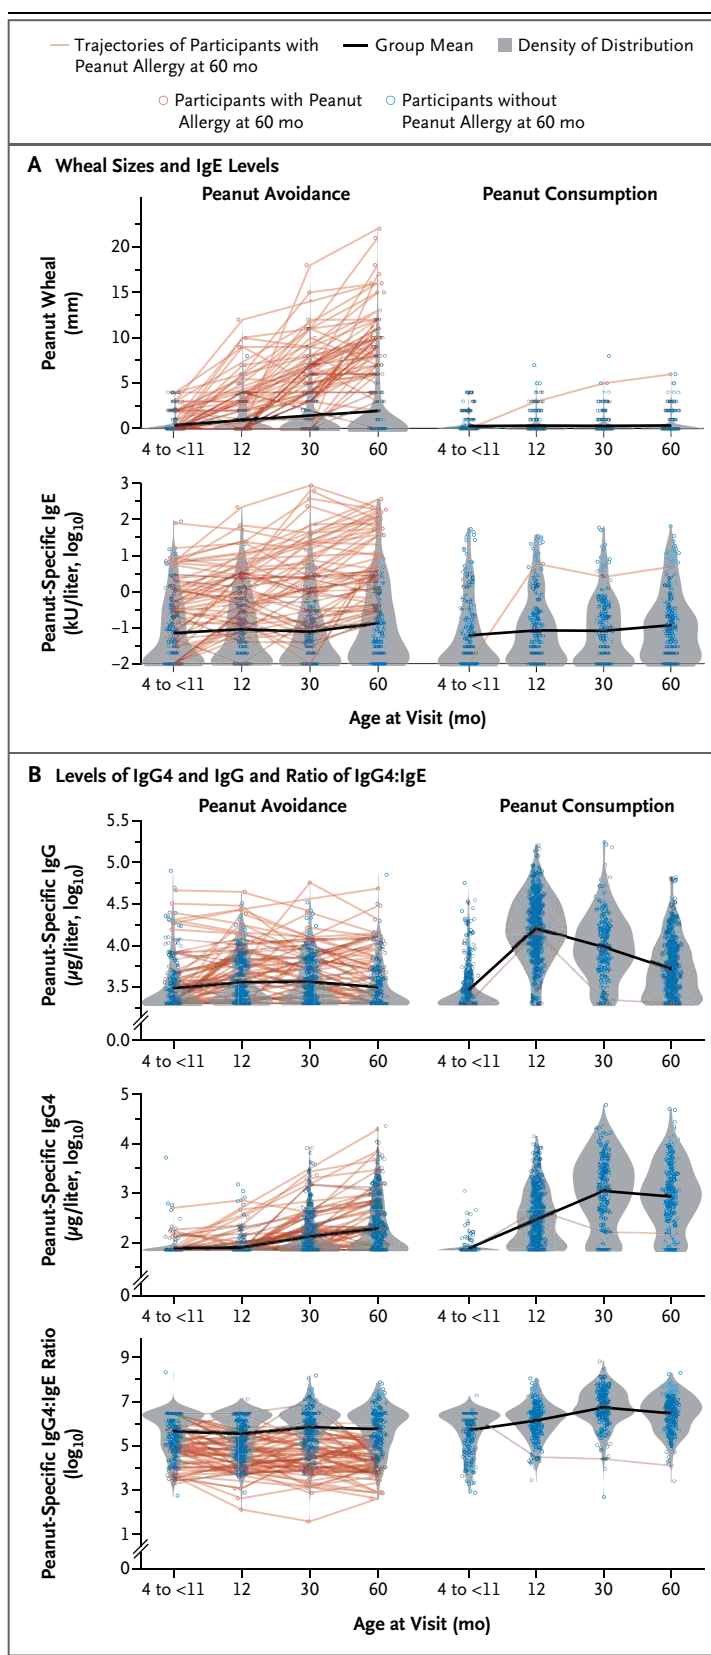 Trajectories of Participants with
Peanut Allergy at 60 mo
Group Mean
Density of Distribution
Participants with Peanut
Allergy at 60 mo
Participants without
Peanut Allergy at 60 mo
A Wheal Sizes and IgE Levels
Peanut Avoidance
Peanut Consumption
Peanut Wheal
(mm)
20
15
10
5
0
4 to <11 12 30 60
4 to <11 12 30 60
Peanut-Specific IgE
(kU/liter, log10)
3
2
1
0
−1
−2
4 to <11 12 30 60
4 to <11 12 30 60
Age at Visit (mo)
B Levels of IgG4 and IgG and Ratio of IgG4:IgE
Peanut Avoidance
Peanut Consumption
Peanut-Specific IgG
(µg/liter, log10)
5.5
5.0
4.5
4.0
3.5
0.0
4 to <11 12 30 60
4 to <11 12 30 60
Peanut-Specific IgG4
(µg/liter, log10)
5
4
3
2
0
4 to <11 12 30 60
4 to <11 12 30 60
Peanut-Specific IgG4:IgE Ratio
(log10)
9
7
5
3
1
0
4 to <11 12 30 60
4 to <11 12 30 60
Age at Visit (mo)